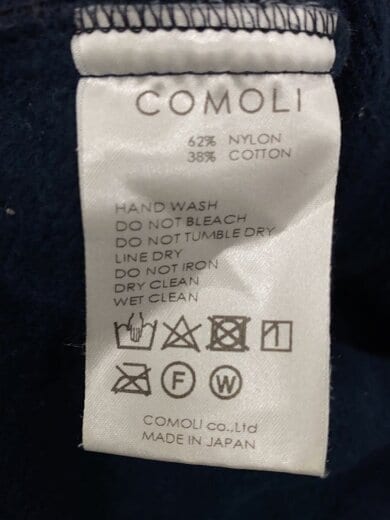 COMOLI
62% NYLON
38% COTTON
HAND WASH
DO NOT BLEACH
DO NOT TUMBLE DRY
LINE DRY
DO NOT IRON
DRY CLEAN
WET CLEAN
F W
COMOLI co.,Ltd
MADE IN JAPAN